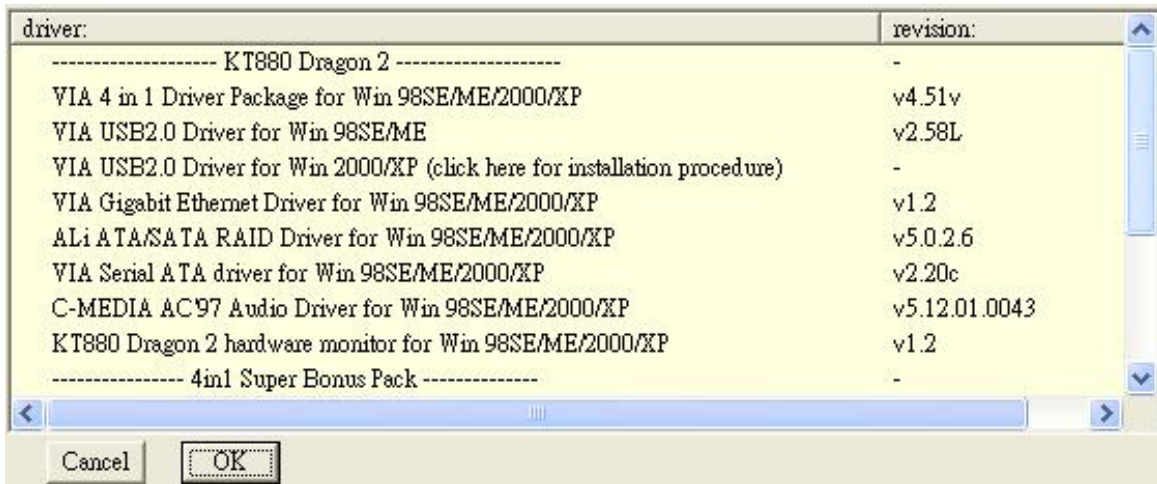 driver: revision:
-------------------- KT880 Dragon 2 -------------------- -
VIA 4 in 1 Driver Package for Win 98SE/ME/2000/XP v4.51v
VIA USB2.0 Driver for Win 98SE/ME v2.58L
VIA USB2.0 Driver for Win 2000/XP (click here for installation procedure) -
VIA Gigabit Ethernet Driver for Win 98SE/ME/2000/XP v1.2
ALi ATA/SATA RAID Driver for Win 98SE/ME/2000/XP v5.0.2.6
VIA Serial ATA driver for Win 98SE/ME/2000/XP v2.20c
C-MEDIA AC'97 Audio Driver for Win 98SE/ME/2000/XP v5.12.01.0043
KT880 Dragon 2 hardware monitor for Win 98SE/ME/2000/XP v1.2
---------------- 4in1 Super Bonus Pack -------------- -
Cancel OK